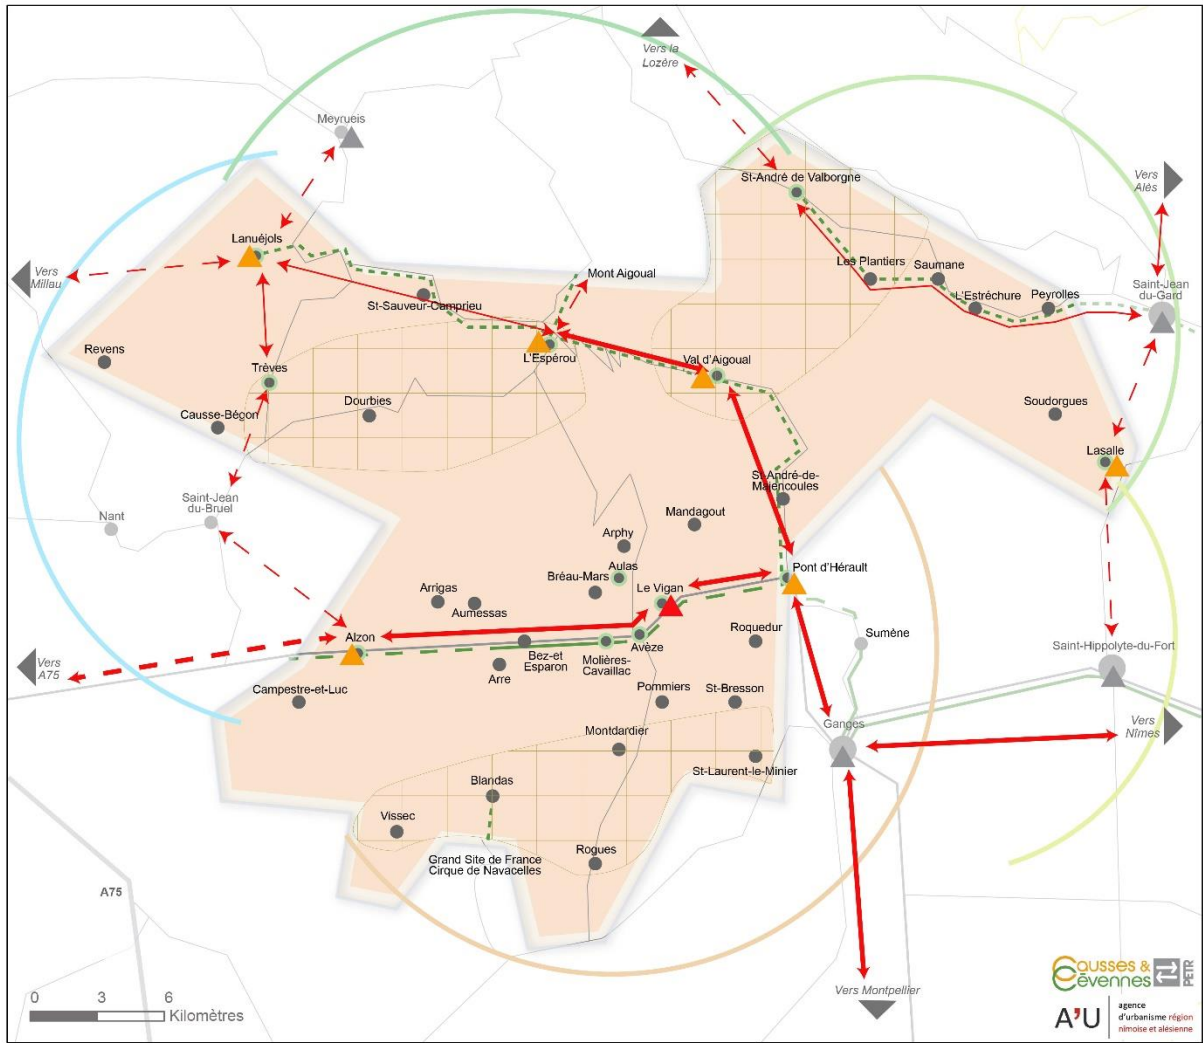 Vers la
Lozère
Meyrueis
St-André de Valborgne
Vers
Alès
Lanuéjols
Vers
Millau
Mont Aigoual
Les Plantiers
Saumane
St-Sauveur-Camprieu
L'Estréchure
Peyrolles
Saint-Jean
du-Gard
Revens
L'Espérou
Val d'Aigoual
Trèves
Dourbies
Causse-Bégon
Soudorgues
Lasalle
St-André-de-
Majencoules
Saint-Jean
du-Bruel
Nant
Mandagout
Arphy
Aulas
Pont d'Hérault
Bréau-Mars
Arrigas
Le Vigan
Aumessas
Alzon
Avèze
Roquedur
Sumène
Saint-Hippolyte-du-Fort
Vers
A75
Bez-et
Esparon
Molières-
Cavaillac
Arre
Campestre-et-Luc
Pommiers
St-Bresson
Ganges
Vers
Nîmes
Montdardier
St-Laurent-le-Minier
Blandas
Vissec
Rogues
Grand Site de France
Cirque de Navacelles
A75
Vers Montpellier
0 3 6
Kilomètres
Causses &
Cévennes
PETR
A'U
agence
d'urbanisme région
nîmoise et alésienne